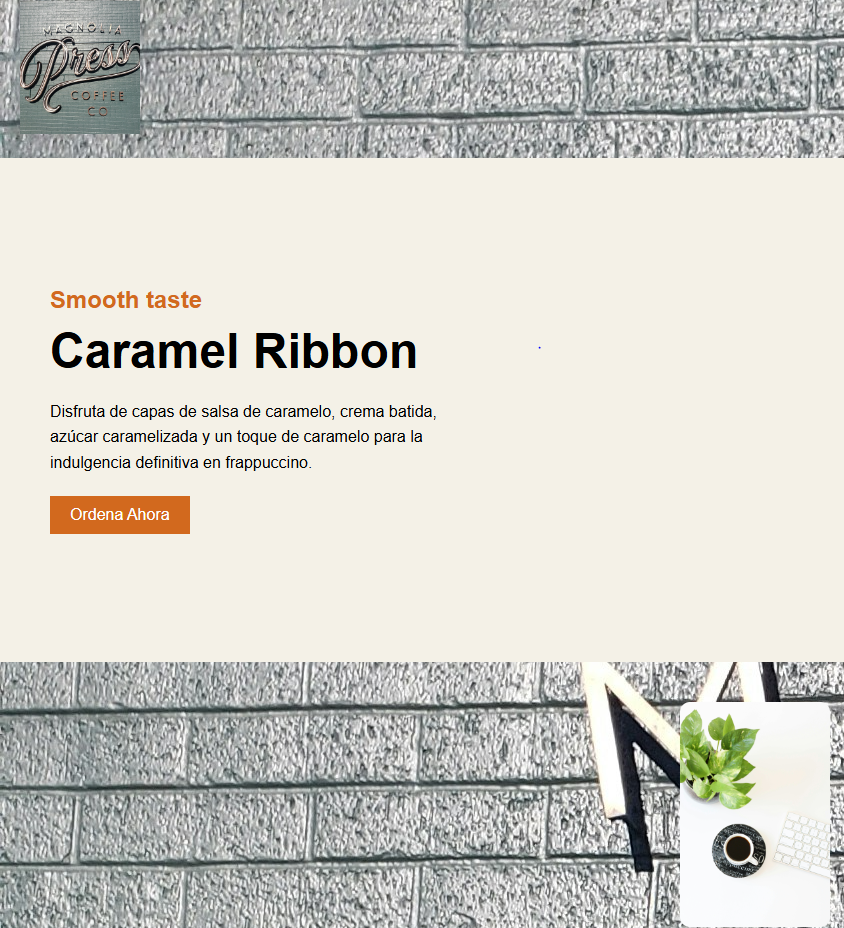 MAGNOLIA
Press
COFFEE
CO
Smooth taste
Caramel Ribbon
Disfruta de capas de salsa de caramelo, crema batida,
azúcar caramelizada y un toque de caramelo para la
indulgencia definitiva en frappuccino.
Ordena Ahora